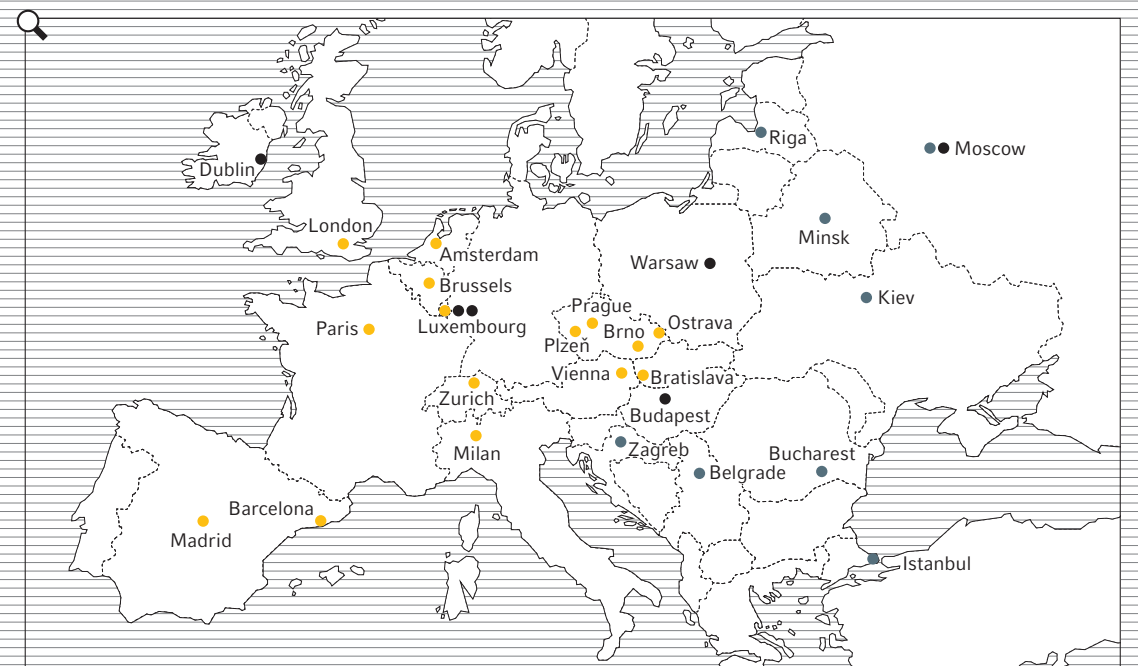 Riga
Moscow
Dublin
London
Minsk
Amsterdam
Warsaw
Brussels
Kiev
Prague
Luxembourg
Ostrava
Paris
Brno
Plzeň
Vienna
Bratislava
Zurich
Budapest
Milan
Zagreb
Bucharest
Belgrade
Barcelona
Madrid
Istanbul